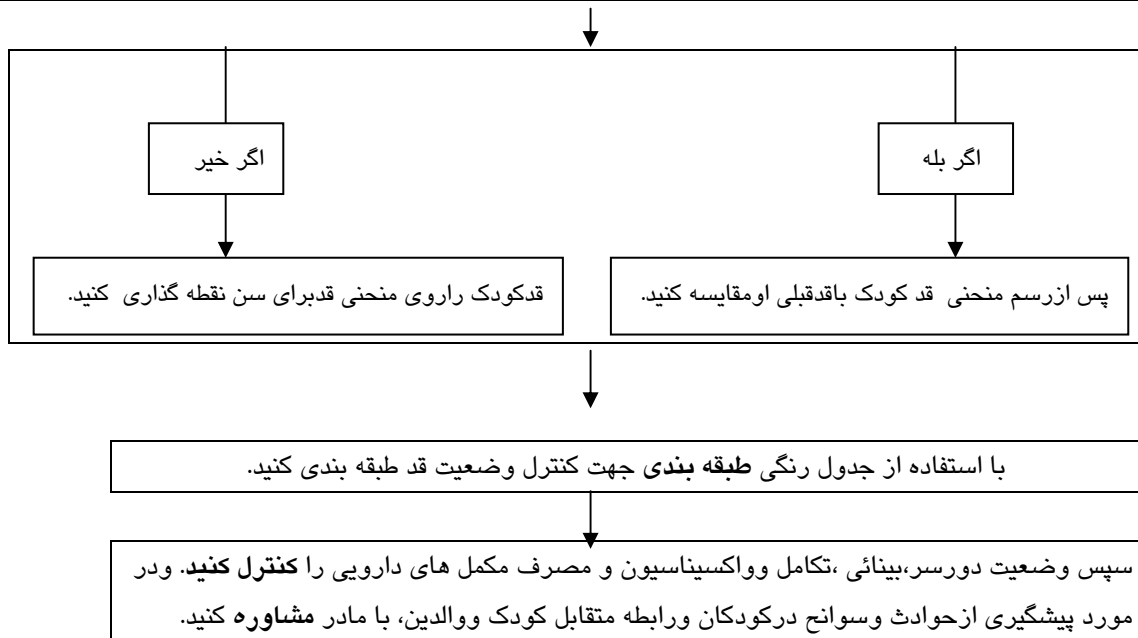 اگر بله
اگر خیر
پس ازرسم منحنی قد کودک باقدقبلی اومقایسه کنید.
قدکودک راروی منحنی قدبرای سن نقطه گذاری کنید.
با استفاده از جدول رنگی طبقه بندی جهت کنترل وضعیت قد طبقه بندی کنید.
سپس وضعیت دورسر،بینائی ،تکامل وواکسیناسیون و مصرف مکمل های دارویی را کنترل کنید. ودر
مورد پیشگیری ازحوادث وسوانح درکودکان ورابطه متقابل کودک ووالدین، با مادر مشاوره کنید.